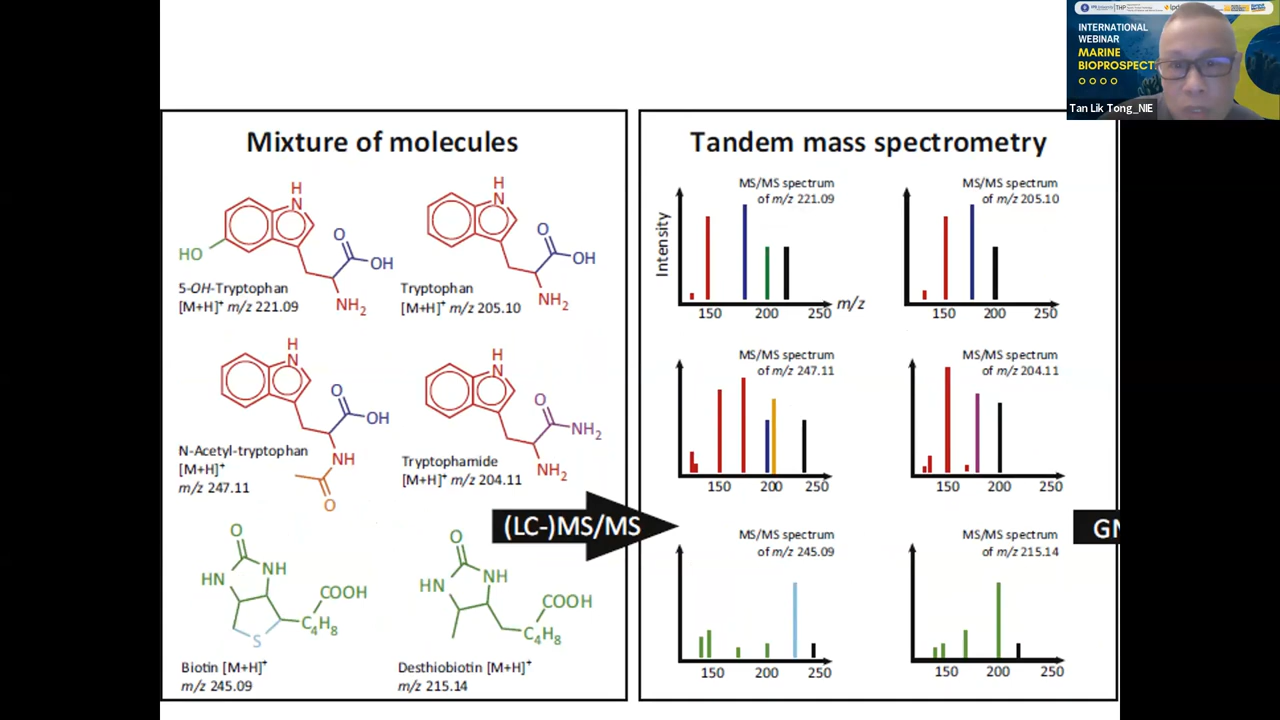 INTERNATIONAL
WEBINAR
MARINE
BIOPROSPECT
Tan Lik Tong_NIE
Mixture of molecules
H
N
HO
O
OH
NH₂
5-OH-Tryptophan
[M+H]⁺ m/z 221.09
H
N
O
OH
NH₂
Tryptophan
[M+H]⁺ m/z 205.10
H
N
O
OH
NH
O
N-Acetyl-tryptophan
[M+H]⁺
m/z 247.11
H
N
O
NH₂
NH₂
Tryptophamide
[M+H]⁺ m/z 204.11
(LC-)MS/MS
O
HN
NH
COOH
C₄H₈
S
Biotin [M+H]⁺
m/z 245.09
O
HN
NH
COOH
C₄H₈
Desthiobiotin [M+H]⁺
m/z 215.14
Tandem mass spectrometry
MS/MS spectrum
of m/z 221.09
Intensity
150 200 250
m/z
MS/MS spectrum
of m/z 205.10
150 200 250
MS/MS spectrum
of m/z 247.11
150 200 250
MS/MS spectrum
of m/z 204.11
150 200 250
MS/MS spectrum
of m/z 245.09
150 200 250
MS/MS spectrum
of m/z 215.14
150 200 250
GN